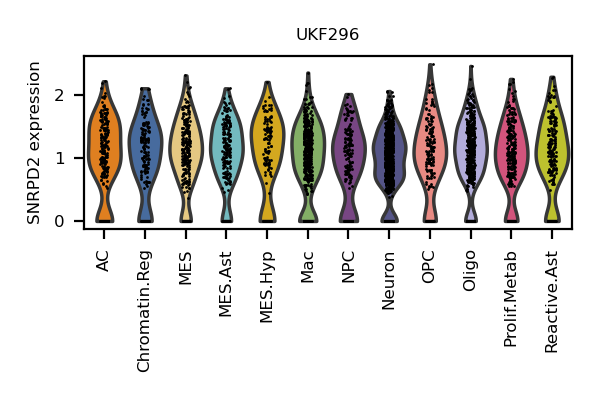 UKF296
SNRPD2 expression
2
1
0
AC
Chromatin.Reg
MES
MES.Ast
MES.Hyp
Mac
NPC
Neuron
OPC
Oligo
Prolif.Metab
Reactive.Ast